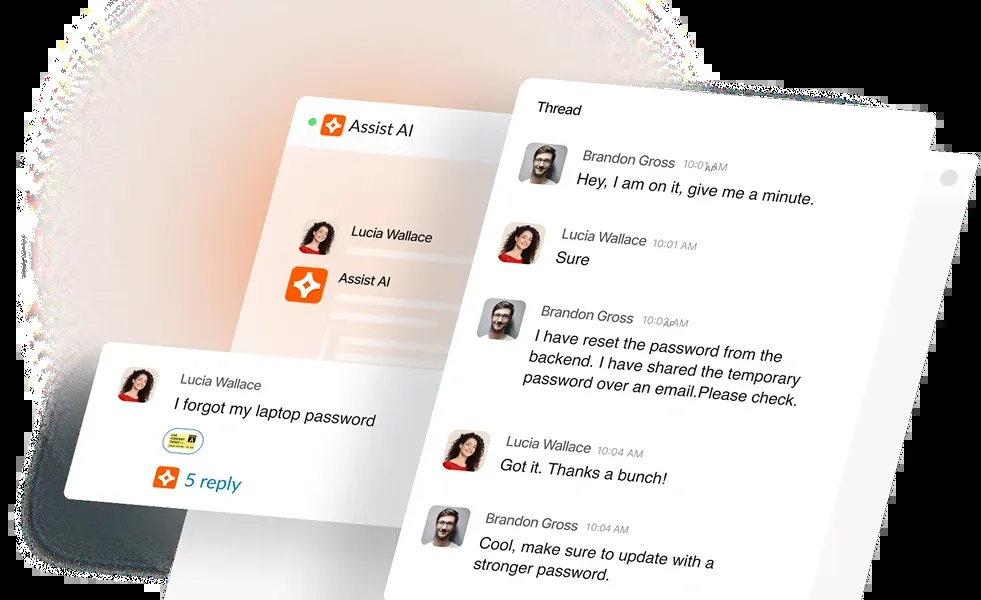 Assist AI
Lucia Wallace
Assist AI
Lucia Wallace
I forgot my laptop password
5 reply
Thread
Brandon Gross 10:01 AM
Hey, I am on it, give me a minute.
Lucia Wallace 10:01 AM
Sure
Brandon Gross 10:02 AM
I have reset the password from the
backend. I have shared the temporary
password over an email.Please check.
Lucia Wallace 10:04 AM
Got it. Thanks a bunch!
Brandon Gross 10:04 AM
Cool, make sure to update with a
stronger password.